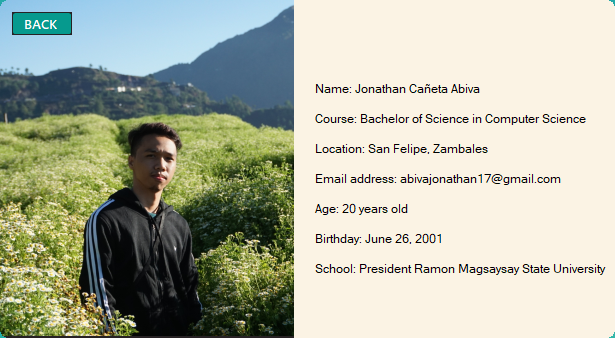 BACK
Name: Jonathan Cañeta Abiva
Course: Bachelor of Science in Computer Science
Location: San Felipe, Zambales
Email address: abivajonathan17@gmail.com
Age: 20 years old
Birthday: June 26, 2001
School: President Ramon Magsaysay State University